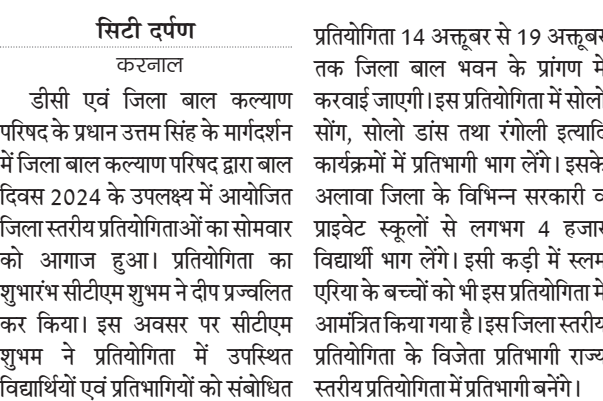 सिटी दर्पण
करनाल
डीसी एवं जिला बाल कल्याण
परिषद के प्रधान उत्तम सिंह के मार्गदर्शन
में जिला बाल कल्याण परिषद द्वारा बाल
दिवस 2024 के उपलक्ष्य में आयोजित
जिला स्तरीय प्रतियोगिताओं का सोमवार
को आगाज हुआ। प्रतियोगिता का
शुभारंभ सीटीएम शुभम ने दीप प्रज्वलित
कर किया। इस अवसर पर सीटीएम
शुभम ने प्रतियोगिता में उपस्थित
विद्यार्थियों एवं प्रतिभागियों को संबोधित
प्रतियोगिता 14 अक्तूबर से 19 अक्तूबर
तक जिला बाल भवन के प्रांगण में
करवाई जाएगी। इस प्रतियोगिता में सोलो
सोंग, सोलो डांस तथा रंगोली इत्यादि
कार्यक्रमों में प्रतिभागी भाग लेंगे। इसके
अलावा जिला के विभिन्न सरकारी व
प्राइवेट स्कूलों से लगभग 4 हजार
विद्यार्थी भाग लेंगे। इसी कड़ी में स्लम
एरिया के बच्चों को भी इस प्रतियोगिता में
आमंत्रित किया गया है। इस जिला स्तरीय
प्रतियोगिता के विजेता प्रतिभागी राज्य
स्तरीय प्रतियोगिता में प्रतिभागी बनेंगे।